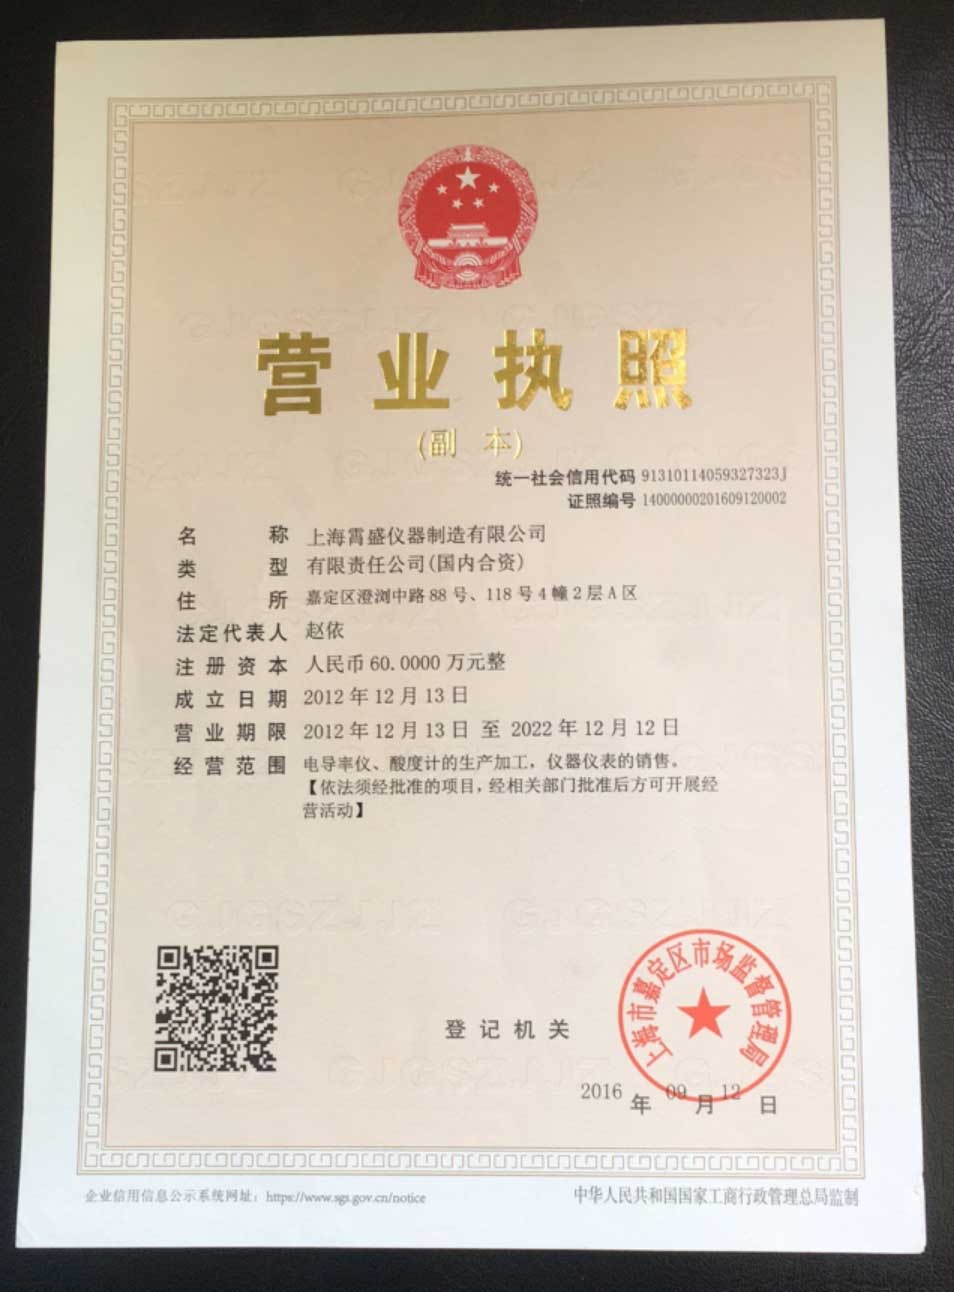 营业执照
(副本)
统一社会信用代码 91310114059327323J
证照编号 14000000201609120002
名称 上海霄盛仪器制造有限公司
类型 有限责任公司(国内合资)
住所 嘉定区澄浏中路88号、118号4幢2层A区
法定代表人 赵依
注册资本 人民币60.0000万元整
成立日期 2012年12月13日
营业期限 2012年12月13日 至 2022年12月12日
经营范围 电导率仪、酸度计的生产加工，仪器仪表的销售。
【依法须经批准的项目，经相关部门批准后方可开展经
营活动】
登记机关
上海市嘉定区市场监督管理局
2016年09月12日
企业信用信息公示系统网址：https://www.sgs.gov.cn/notice
中华人民共和国国家工商行政管理总局监制